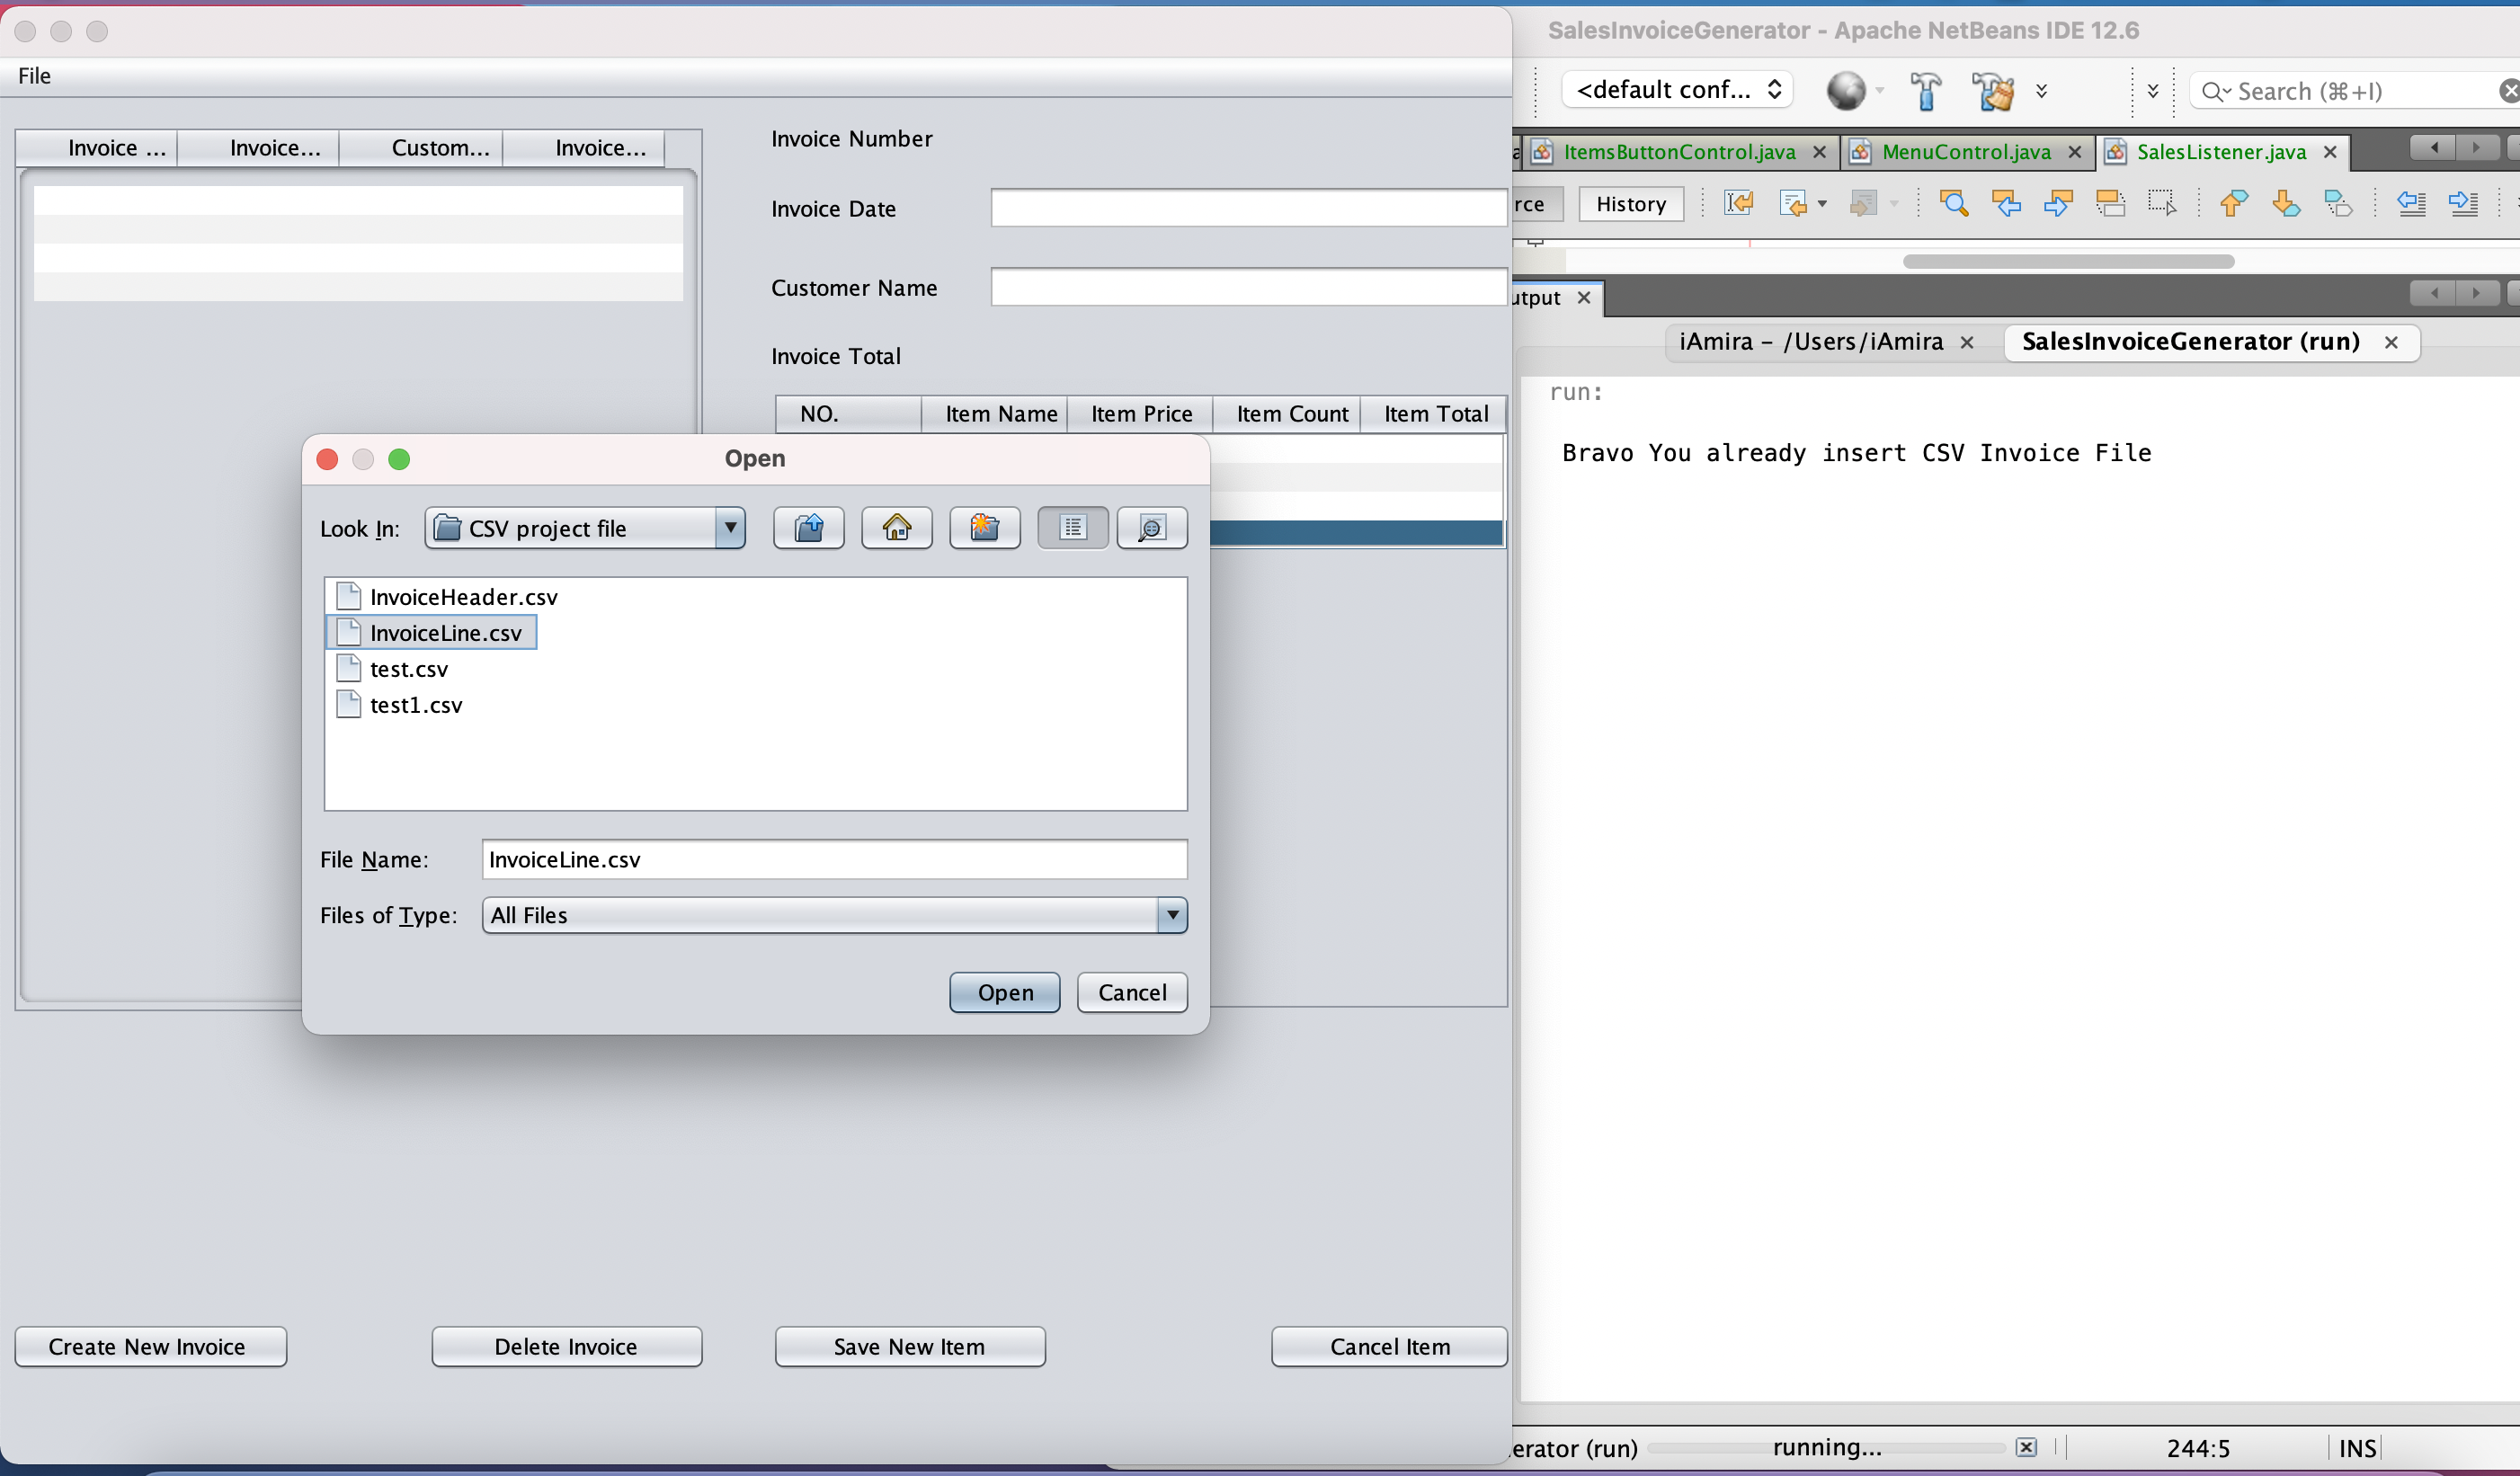 SalesInvoiceGenerator - Apache NetBeans IDE 12.6
File
<default conf...
Search (⌘+I)
Invoice ...
Invoice...
Custom...
Invoice...
Invoice Number
Invoice Date
Customer Name
Invoice Total
NO.
Item Name
Item Price
Item Count
Item Total
ItemsButtonControl.java
MenuControl.java
SalesListener.java
rce
History
utput
iAmira – /Users/iAmira
SalesInvoiceGenerator (run)
run:
Bravo You already insert CSV Invoice File
Open
Look In:
CSV project file
InvoiceHeader.csv
InvoiceLine.csv
test.csv
test1.csv
File Name:
InvoiceLine.csv
Files of Type:
All Files
Open
Cancel
Create New Invoice
Delete Invoice
Save New Item
Cancel Item
erator (run)
running...
244:5
INS